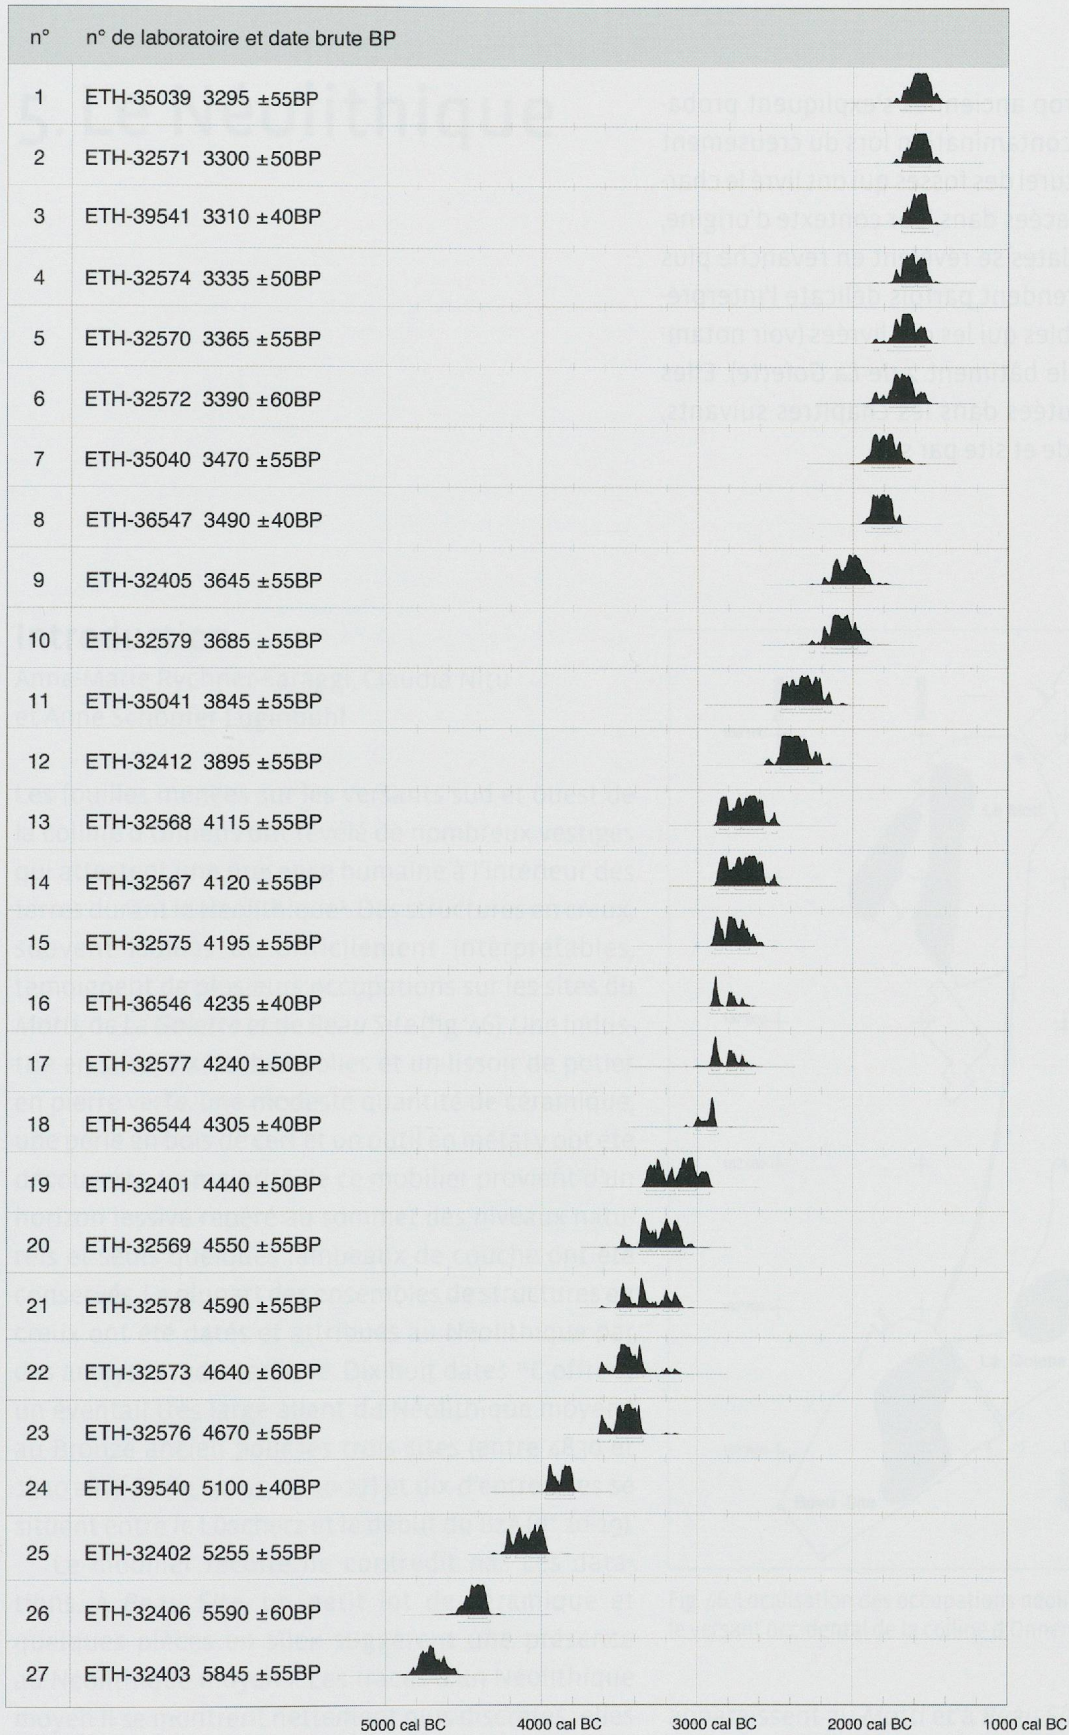 n° n° de laboratoire et date brute BP
1 ETH-35039 3295 ±55BP
2 ETH-32571 3300 ±50BP
3 ETH-39541 3310 ±40BP
4 ETH-32574 3335 ±50BP
5 ETH-32570 3365 ±55BP
6 ETH-32572 3390 ±60BP
7 ETH-35040 3470 ±55BP
8 ETH-36547 3490 ±40BP
9 ETH-32405 3645 ±55BP
10 ETH-32579 3685 ±55BP
11 ETH-35041 3845 ±55BP
12 ETH-32412 3895 ±55BP
13 ETH-32568 4115 ±55BP
14 ETH-32567 4120 ±55BP
15 ETH-32575 4195 ±55BP
16 ETH-36546 4235 ±40BP
17 ETH-32577 4240 ±50BP
18 ETH-36544 4305 ±40BP
19 ETH-32401 4440 ±50BP
20 ETH-32569 4550 ±55BP
21 ETH-32578 4590 ±55BP
22 ETH-32573 4640 ±60BP
23 ETH-32576 4670 ±55BP
24 ETH-39540 5100 ±40BP
25 ETH-32402 5255 ±55BP
26 ETH-32406 5590 ±60BP
27 ETH-32403 5845 ±55BP
5000 cal BC 4000 cal BC 3000 cal BC 2000 cal BC 1000 cal BC